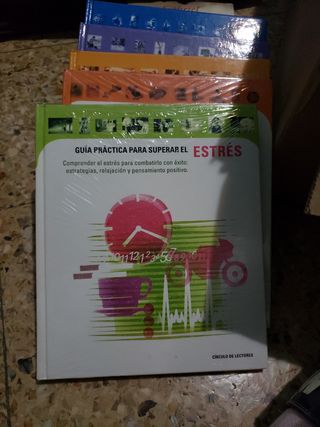 GUÍA PRÁCTICA PARA SUPERAR EL ESTRÉS
Comprender el estrés para combatirlo con éxito:
estrategias, relajación y pensamiento positivo.
CÍRCULO DE LECTORES